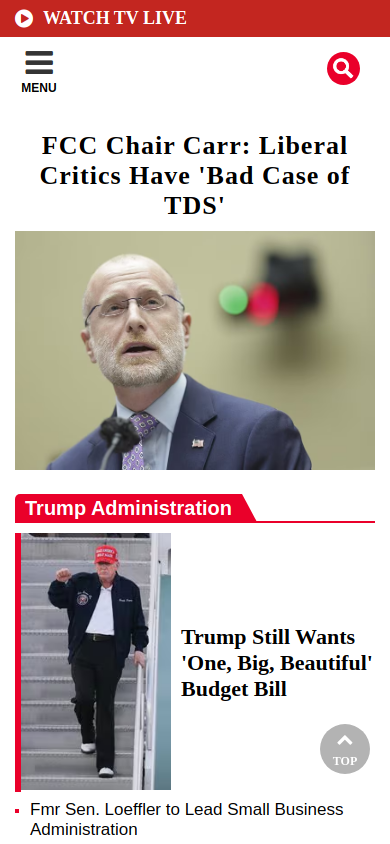 WATCH TV LIVE
MENU
FCC Chair Carr: Liberal
Critics Have 'Bad Case of
TDS'
Trump Administration
Trump Still Wants
'One, Big, Beautiful'
Budget Bill
TOP
Fmr Sen. Loeffler to Lead Small Business
Administration